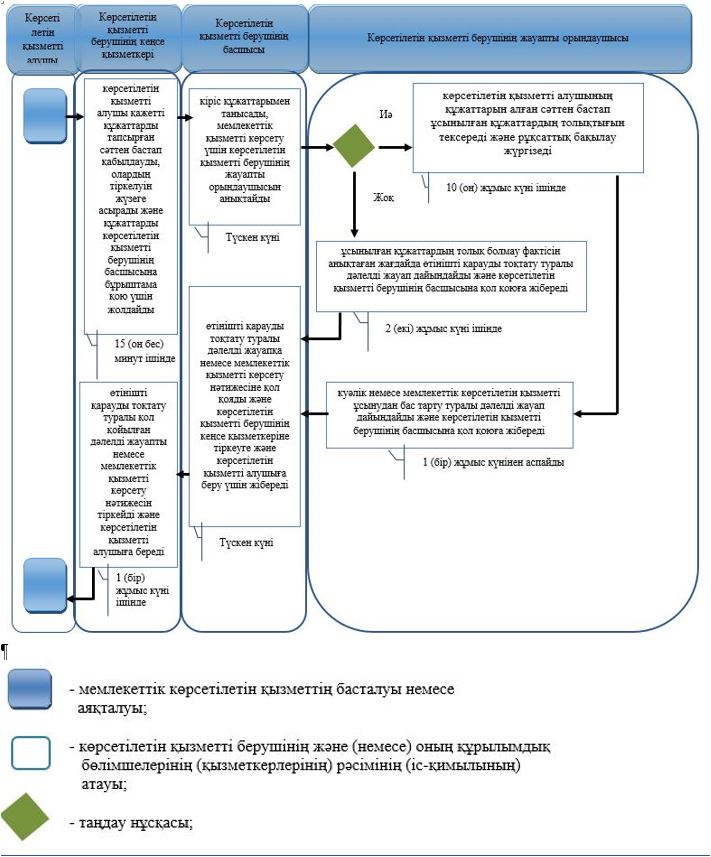 Көрсеті
летін
қызметті
алушы
Көрсетілетін
қызметті
берушінің кеңсе
қызметкері
Көрсетілетін
қызметті берушінің
басшысы
Көрсетілетін қызметті берушінің жауапты орындаушысы
көрсетілетін
қызметті
алушы қажетті
құжаттарды
тапсырған
сәттен бастап
қабылдауды,
олардың
тіркелуін
жүзеге
асырады және
құжаттарды
көрсетілетін
қызметті
берушінің
басшысына
бұрыштама
қою үшін
жолдайды
15 (он бес)
минут ішінде
кіріс құжаттарымен
танысады,
мемлекеттік
қызметті көрсету
үшін көрсетілетін
қызметті берушінің
жауапты
орындаушысын
анықтайды
Түскен күні
Иә
көрсетілетін қызметті алушының
құжаттарын алған сәттен бастап
ұсынылған құжаттардың толықтығын
тексереді және рұқсаттық бақылау
жүргізеді
10 (он) жұмыс күні ішінде
Жоқ
ұсынылған құжаттардың толық болмау фактісін
анықтаған жағдайда өтінішті қарауды тоқтату туралы
дәлелді жауап дайындайды және көрсетілетін
қызметті берушінің басшысына қол қоюға жібереді
2 (екі) жұмыс күні ішінде
куәлік немесе мемлекеттік көрсетілетін қызметті
ұсынудан бас тарту туралы дәлелді жауап
дайындайды және көрсетілетін қызметті
берушінің басшысына қол қоюға жібереді
1 (бір) жұмыс күнінен аспайды
өтінішті қарауды
тоқтату туралы
дәлелді жауапқа
немесе мемлекеттік
қызметті көрсету
нәтижесіне қол
қояды және
көрсетілетін
қызметті берушінің
кеңсе қызметкеріне
тіркеуге және
көрсетілетін
қызметті алушыға
беру үшін жібереді
Түскен күні
өтінішті
қарауды тоқтату
туралы қол
қойылған
дәлелді жауапты
немесе
мемлекеттік
қызметті
көрсету
нәтижесін
тіркейді және
көрсетілетін
қызметті
алушыға береді
1 (бір)
жұмыс күні
ішінде
¶
- мемлекеттік көрсетілетін қызметтің басталуы немесе
аяқталуы;
- көрсетілетін қызметті берушінің және (немесе) оның құрылымдық
бөлімшелерінің (қызметкерлерінің) рәсімінің (іс-қимылының)
атауы;
- таңдау нұсқасы;